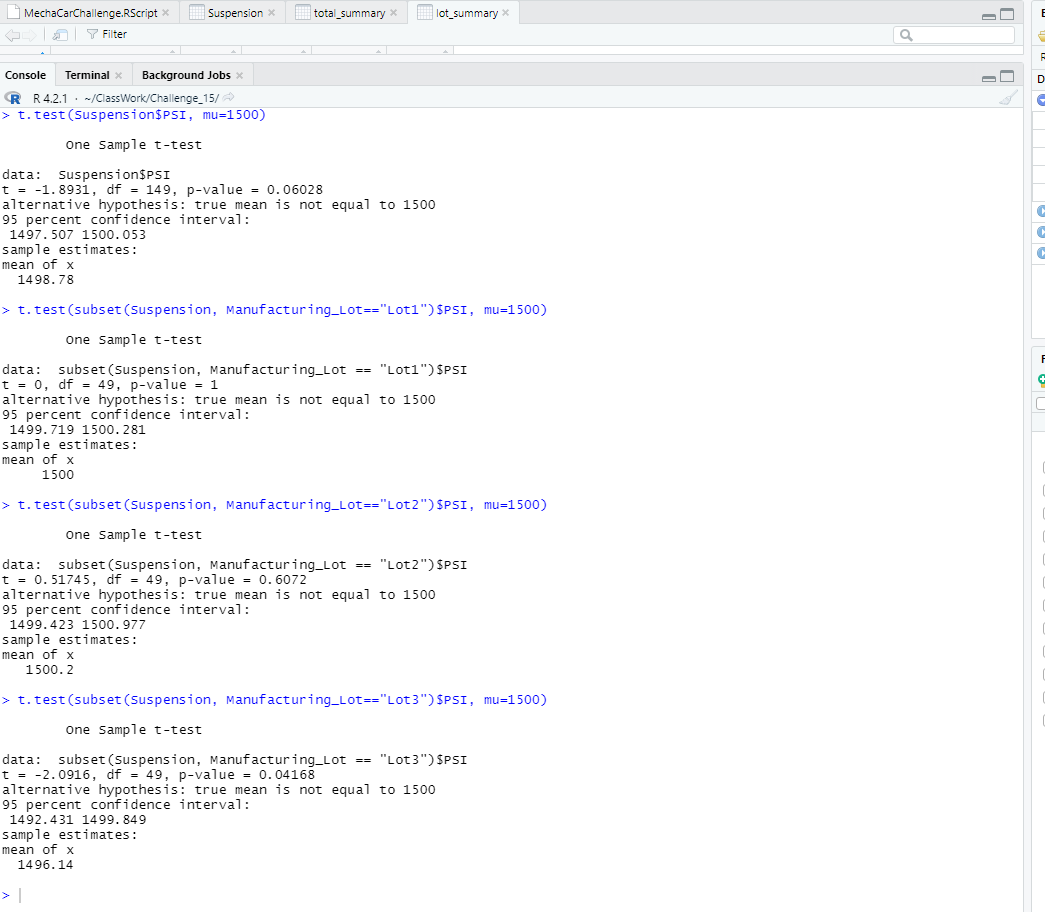 MechaCarChallenge.RScript × Suspension × total_summary × lot_summary ×
Filter
Console Terminal × Background Jobs ×
R R 4.2.1 · ~/ClassWork/Challenge_15/
> t.test(Suspension$PSI, mu=1500)
One Sample t-test
data:  Suspension$PSI
t = -1.8931, df = 149, p-value = 0.06028
alternative hypothesis: true mean is not equal to 1500
95 percent confidence interval:
1497.507 1500.053
sample estimates:
mean of x
1498.78
> t.test(subset(Suspension, Manufacturing_Lot=="Lot1")$PSI, mu=1500)
One Sample t-test
data:  subset(Suspension, Manufacturing_Lot == "Lot1")$PSI
t = 0, df = 49, p-value = 1
alternative hypothesis: true mean is not equal to 1500
95 percent confidence interval:
1499.719 1500.281
sample estimates:
mean of x
1500
> t.test(subset(Suspension, Manufacturing_Lot=="Lot2")$PSI, mu=1500)
One Sample t-test
data:  subset(Suspension, Manufacturing_Lot == "Lot2")$PSI
t = 0.51745, df = 49, p-value = 0.6072
alternative hypothesis: true mean is not equal to 1500
95 percent confidence interval:
1499.423 1500.977
sample estimates:
mean of x
1500.2
> t.test(subset(Suspension, Manufacturing_Lot=="Lot3")$PSI, mu=1500)
One Sample t-test
data:  subset(Suspension, Manufacturing_Lot == "Lot3")$PSI
t = -2.0916, df = 49, p-value = 0.04168
alternative hypothesis: true mean is not equal to 1500
95 percent confidence interval:
1492.431 1499.849
sample estimates:
mean of x
1496.14
>